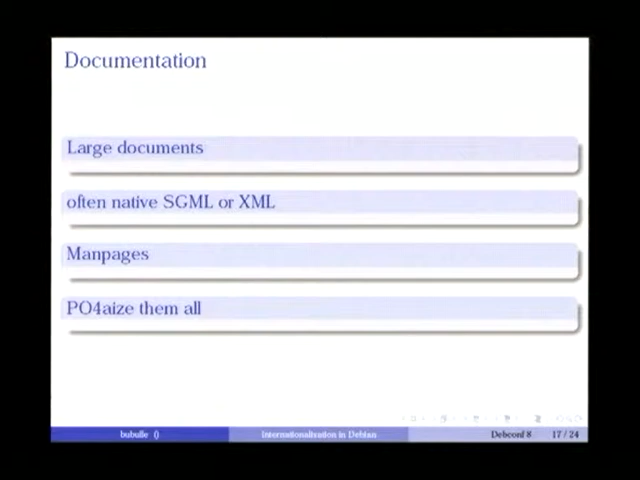 Documentation
Large documents
often native SGML or XML
Manpages
PO4aize them all
bubulle ()
Internationalisation in Debian
Debconf 8
17 / 24